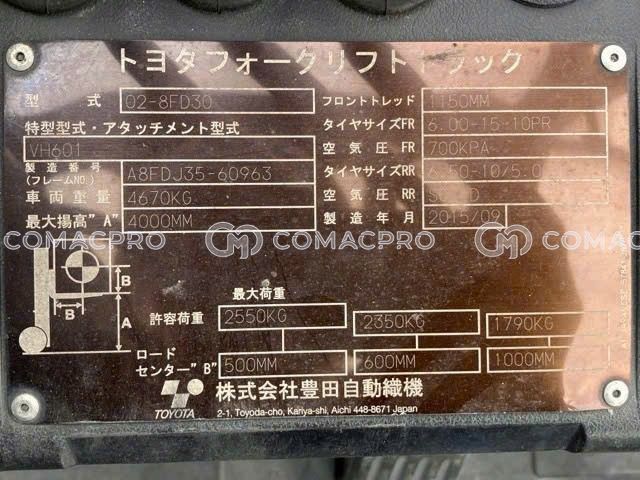 トヨタフォークリフトトラック
型式 02-8FD30 フロントトレッド 1150MM
特型型式・アタッチメント型式 タイヤサイズFR 6.00-15-10PR
VH601 空気圧FR 700KPA
製造番号 (フレームNO.) A8FDJ35-60963 タイヤサイズRR
車両重量 4670KG 空気圧RR
最大揚高"A" 4000MM 製造年月 2015/09
COMACPRO COMACPRO COMACPRO
B
B A
最大荷重
許容荷重 2550KG 2350KG 1790KG
ロードセンター"B" 500MM 600MM 1000MM
TOYOTA 株式会社豊田自動織機
2-1, Toyoda-cho, Kariya-shi, Aichi 448-8671 Japan